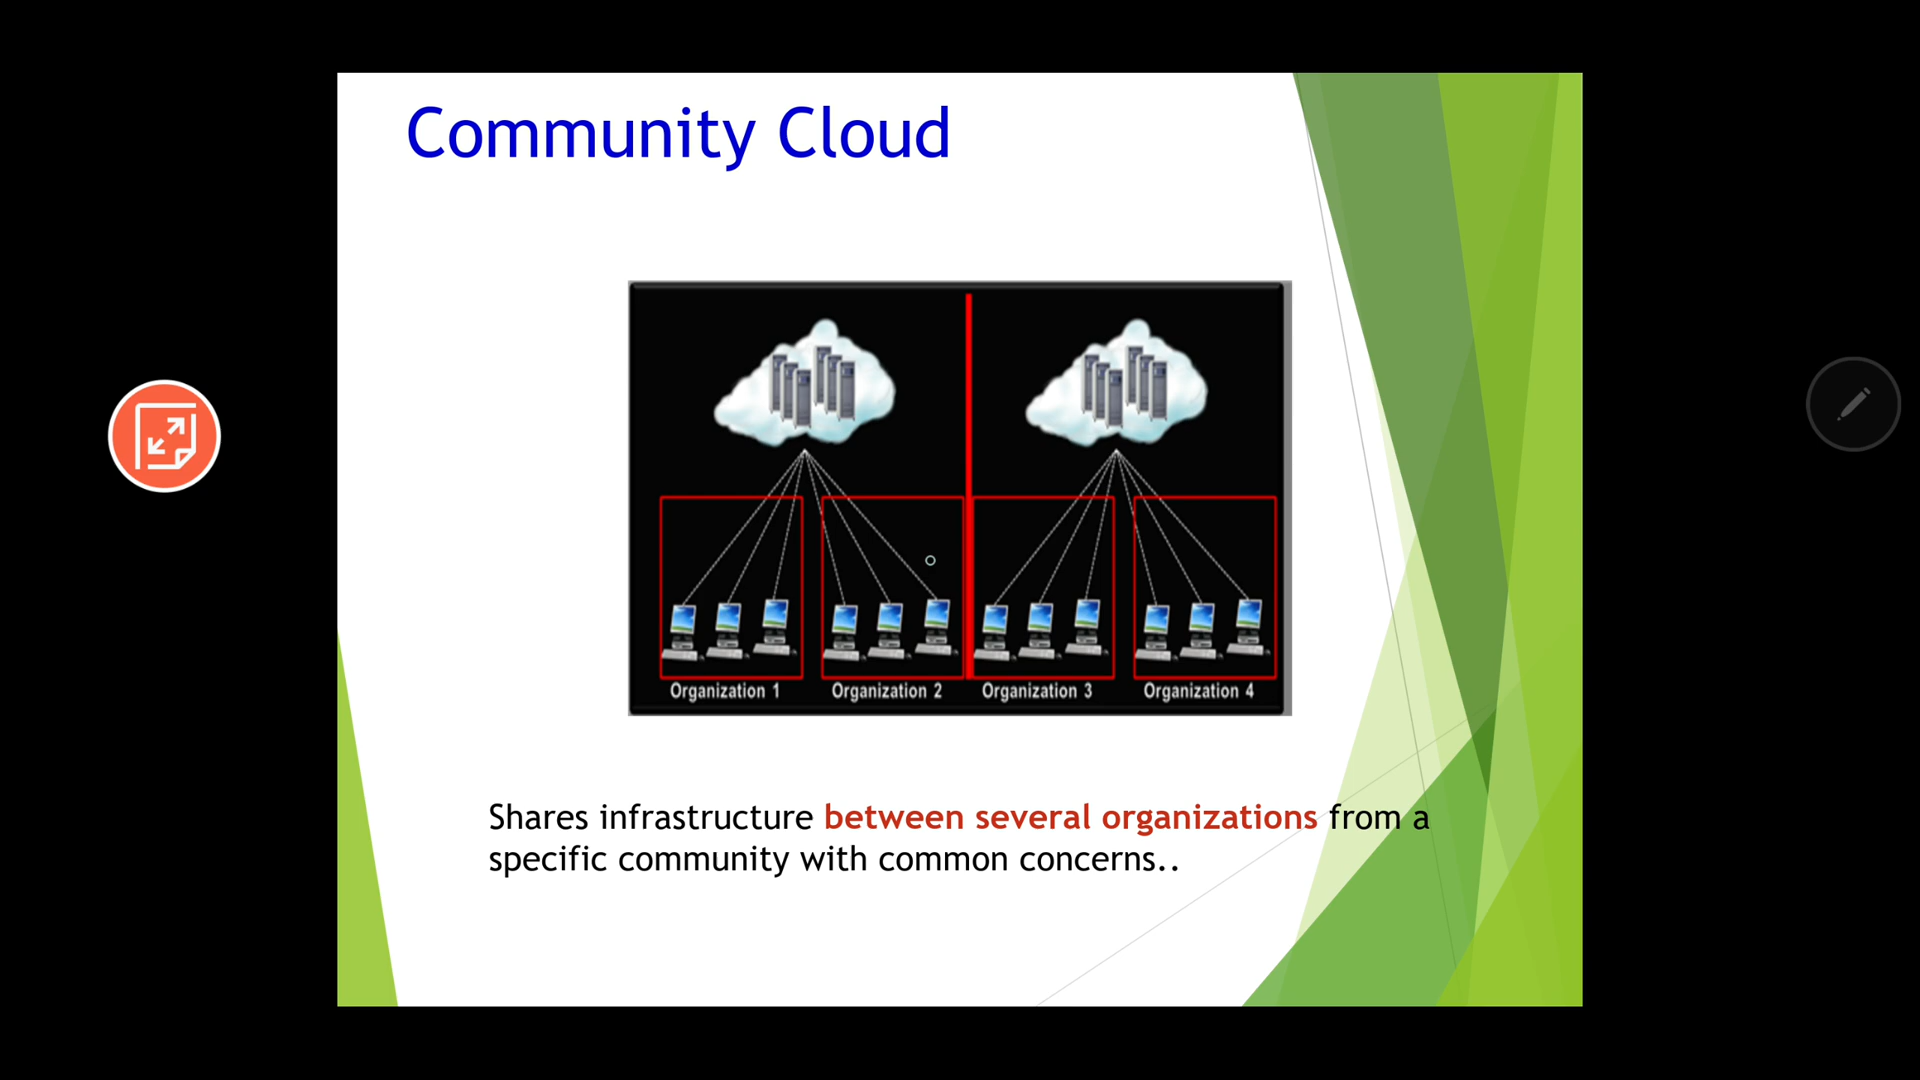 Community Cloud
Organization 1
Organization 2
Organization 3
Organization 4
Shares infrastructure between several organizations from a
specific community with common concerns..